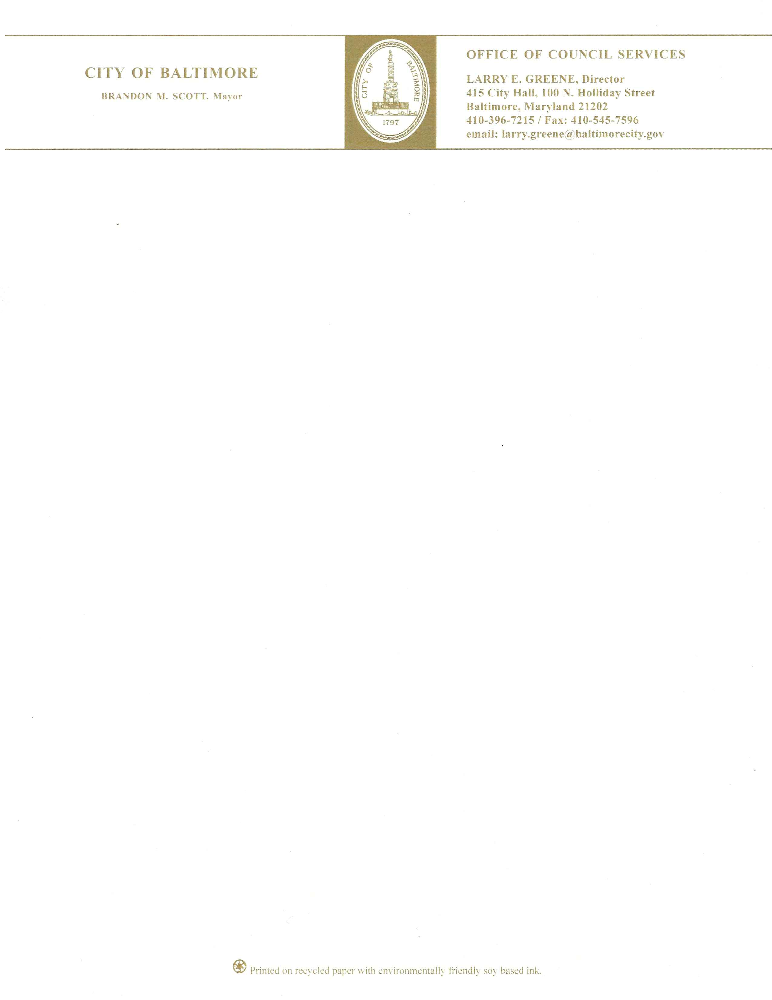 CITY OF BALTIMORE
BRANDON M. SCOTT, Mayor
CITY OF BALTIMORE
1797
OFFICE OF COUNCIL SERVICES
LARRY E. GREENE, Director
415 City Hall, 100 N. Holliday Street
Baltimore, Maryland 21202
410-396-7215 / Fax: 410-545-7596
email: larry.greene@baltimorecity.gov
Printed on recycled paper with environmentally friendly soy based ink.